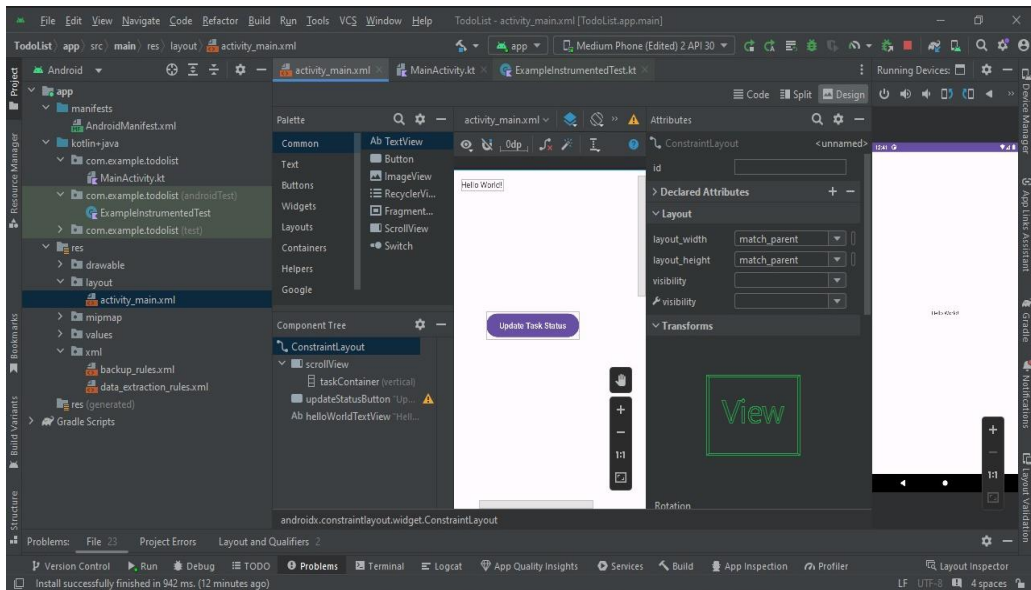 File Edit View Navigate Code Refactor Build Run Tools VCS Window Help TodoList - activity_main.xml [TodoList.app.main]
TodoList app src main res layout activity_main.xml app Medium Phone (Edited) 2 API 30
Project
Resource Manager
Bookmarks
Build Variants
Structure
Android
app
manifests
AndroidManifest.xml
kotlin+java
com.example.todolist
MainActivity.kt
com.example.todolist (androidTest)
ExampleInstrumentedTest
com.example.todolist (test)
res
drawable
layout
activity_main.xml
mipmap
values
xml
backup_rules.xml
data_extraction_rules.xml
res (generated)
Gradle Scripts
activity_main.xml MainActivity.kt ExampleInstrumentedTest.kt
Code Split Design
Palette
Common
Text
Buttons
Widgets
Layouts
Containers
Helpers
Google
Ab TextView
Button
ImageView
RecyclerVi...
Fragment...
ScrollView
Switch
Component Tree
ConstraintLayout
scrollView
taskContainer (vertical)
updateStatusButton "Up...
Ab helloWorldTextView "Hell...
activity_main.xml
0dp
Hello World!
Update Task Status
1:1
androidx.constraintlayout.widget.ConstraintLayout
Attributes
ConstraintLayout <unnamed>
id
Declared Attributes
Layout
layout_width match_parent
layout_height match_parent
visibility
visibility
Transforms
View
Rotation
Running Devices:
Hello World!
1:1
Device Manager
App Links Assistant
Gradle
Notifications
Layout Validation
Problems: File 23 Project Errors Layout and Qualifiers 2
Version Control Run Debug TODO Problems Terminal Logcat App Quality Insights Services Build App Inspection Profiler Layout Inspector
Install successfully finished in 942 ms. (12 minutes ago) LF UTF-8 4 spaces